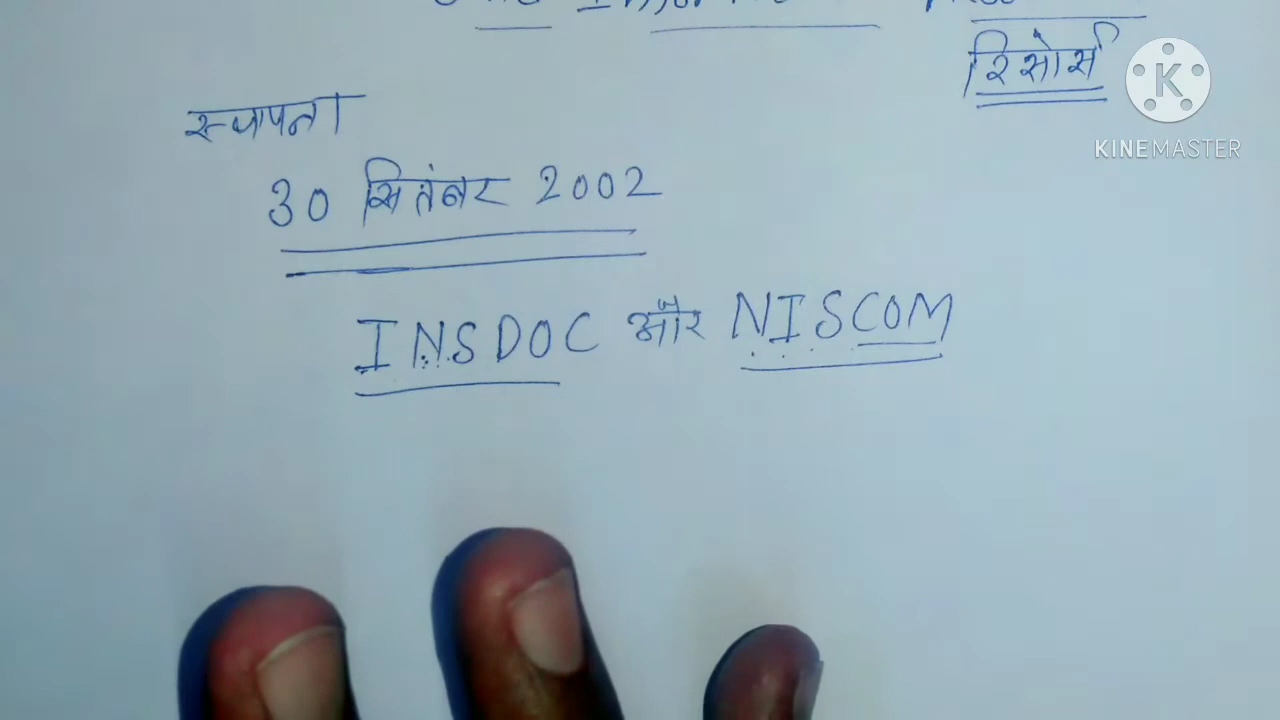 रिसोर्स
K
KINEMASTER
स्थापना
30 सितंबर 2002
INSDOC और NISCOM